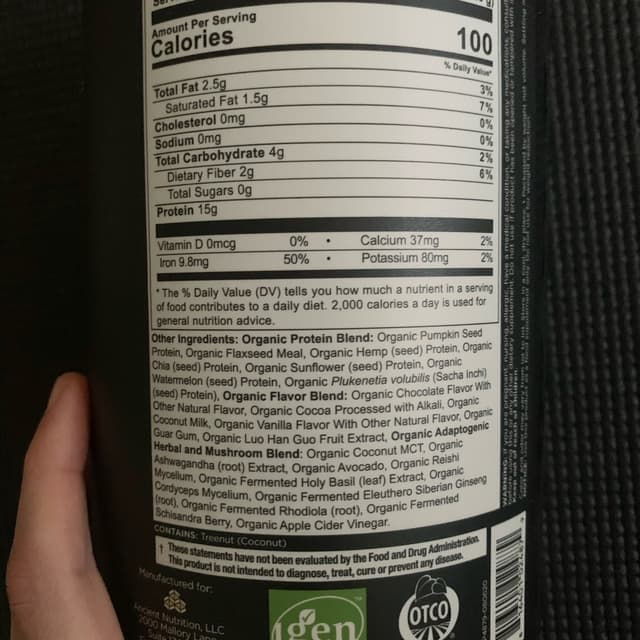 Amount Per Serving
Calories 100
% Daily Value*
Total Fat 2.5g 3%
Saturated Fat 1.5g 7%
Cholesterol 0mg 0%
Sodium 0mg 0%
Total Carbohydrate 4g 2%
Dietary Fiber 2g 6%
Total Sugars 0g
Protein 15g
Vitamin D 0mcg 0% • Calcium 37mg 2%
Iron 9.8mg 50% • Potassium 80mg 2%
* The % Daily Value (DV) tells you how much a nutrient in a serving
of food contributes to a daily diet. 2,000 calories a day is used for
general nutrition advice.
Other Ingredients: Organic Protein Blend: Organic Pumpkin Seed
Protein, Organic Flaxseed Meal, Organic Hemp (seed) Protein, Organic
Chia (seed) Protein, Organic Sunflower (seed) Protein, Organic
Watermelon (seed) Protein, Organic Plukenetia volubilis (Sacha Inchi)
(seed) Protein), Organic Flavor Blend: Organic Chocolate Flavor With
Other Natural Flavor, Organic Cocoa Processed with Alkali, Organic
Coconut Milk, Organic Vanilla Flavor With Other Natural Flavor, Organic
Guar Gum, Organic Luo Han Guo Fruit Extract, Organic Adaptogenic
Herbal and Mushroom Blend: Organic Coconut MCT, Organic
Ashwagandha (root) Extract, Organic Avocado, Organic Reishi
Mycelium, Organic Fermented Holy Basil (leaf) Extract, Organic
Cordyceps Mycelium, Organic Fermented Eleuthero Siberian Ginseng
(root), Organic Fermented Rhodiola (root), Organic Fermented
Schisandra Berry, Organic Apple Cider Vinegar.
CONTAINS: Treenut (Coconut)
† These statements have not been evaluated by the Food and Drug Administration.
This product is not intended to diagnose, treat, cure or prevent any disease.
Manufactured for:
Ancient Nutrition, LLC
2000 Mallory Lane
igen
OTCO